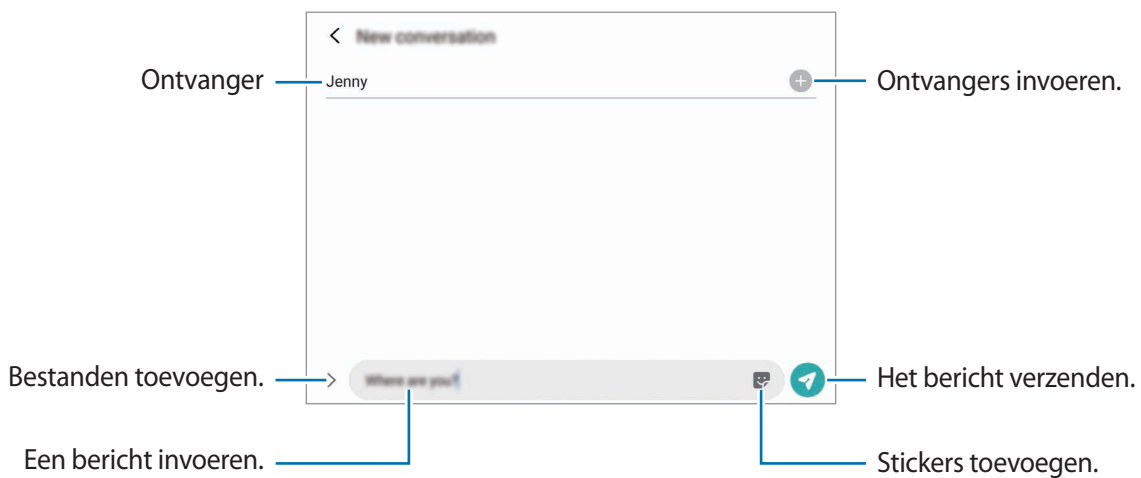 New conversation
Ontvanger
Jenny
Ontvangers invoeren.
Bestanden toevoegen.
Where are you?
Het bericht verzenden.
Een bericht invoeren.
Stickers toevoegen.